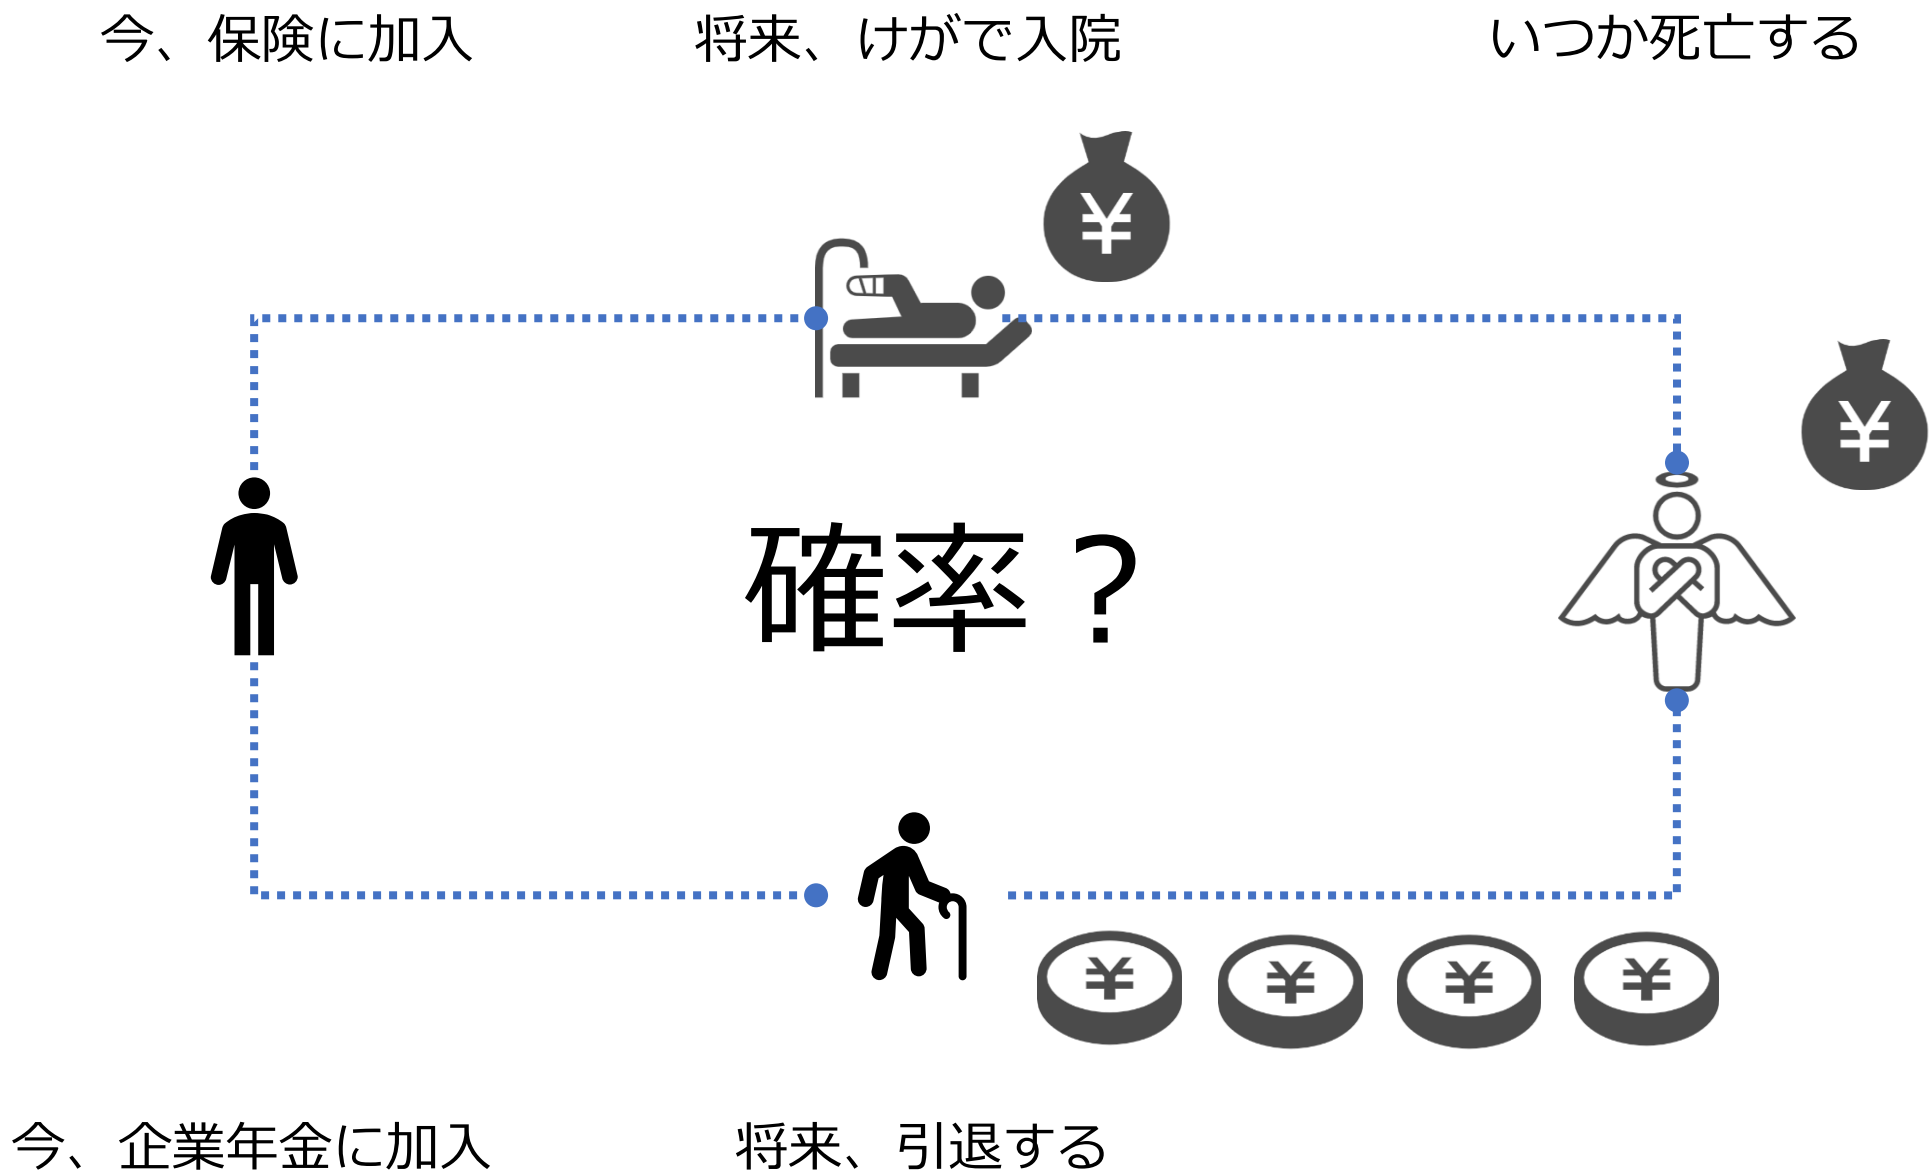 今、保険に加入
将来、けがで入院
いつか死亡する
¥
¥
確率？
¥
¥
¥
¥
今、企業年金に加入
将来、引退する